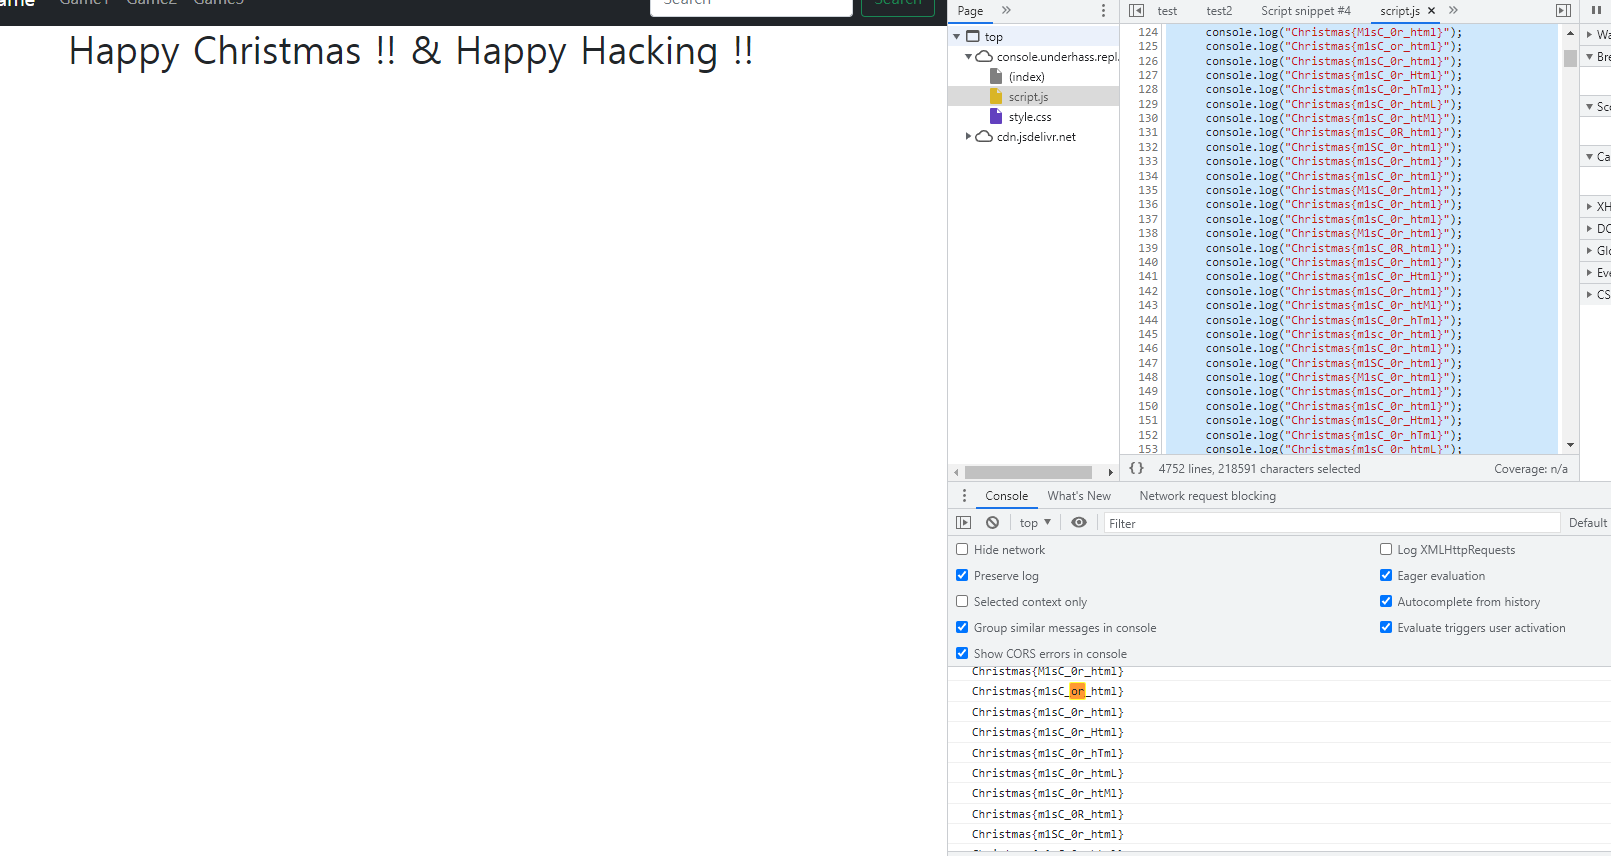 ame Game1 Game2 Game3 Search Search
Happy Christmas !! & Happy Hacking !!
Page
top
console.underhass.repl.
(index)
script.js
style.css
cdn.jsdelivr.net
test test2 Script snippet #4 script.js
124 console.log("Christmas{M1sC_0r_html}");
125 console.log("Christmas{m1sC_or_html}");
126 console.log("Christmas{m1sC_0r_html}");
127 console.log("Christmas{m1sC_0r_Html}");
128 console.log("Christmas{m1sC_0r_hTml}");
129 console.log("Christmas{m1sC_0r_htmL}");
130 console.log("Christmas{m1sC_0r_htMl}");
131 console.log("Christmas{m1sC_0R_html}");
132 console.log("Christmas{m1SC_0r_html}");
133 console.log("Christmas{m1sC_0r_html}");
134 console.log("Christmas{mlsC_0r_html}");
135 console.log("Christmas{M1sC_0r_html}");
136 console.log("Christmas{m1sC_0r_html}");
137 console.log("Christmas{mlsC_0r_html}");
138 console.log("Christmas{M1sC_0r_html}");
139 console.log("Christmas{m1sC_0R_html}");
140 console.log("Christmas{m1sC_0r_html}");
141 console.log("Christmas{m1sC_0r_Html}");
142 console.log("Christmas{m1sC_0r_html}");
143 console.log("Christmas{m1sC_0r_htMl}");
144 console.log("Christmas{m1sC_0r_hTml}");
145 console.log("Christmas{m1sc_0r_html}");
146 console.log("Christmas{m1sC_0r_html}");
147 console.log("Christmas{m1SC_0r_html}");
148 console.log("Christmas{M1sC_0r_html}");
149 console.log("Christmas{m1sC_or_html}");
150 console.log("Christmas{m1sC_0r_html}");
151 console.log("Christmas{m1sC_0r_Html}");
152 console.log("Christmas{m1sC_0r_hTml}");
153 console.log("Christmas{m1sC_0r_htmL}");
Wa
Bre
Sco
Ca
XH
DO
Glo
Eve
CS
{} 4752 lines, 218591 characters selected Coverage: n/a
Console What's New Network request blocking
top Filter Default
Hide network Log XMLHttpRequests
Preserve log Eager evaluation
Selected context only Autocomplete from history
Group similar messages in console Evaluate triggers user activation
Show CORS errors in console
Christmas{M1sC_0r_html}
Christmas{m1sC_or_html}
Christmas{m1sC_0r_html}
Christmas{m1sC_0r_Html}
Christmas{m1sC_0r_hTml}
Christmas{m1sC_0r_htmL}
Christmas{m1sC_0r_htMl}
Christmas{m1sC_0R_html}
Christmas{m1SC_0r_html}